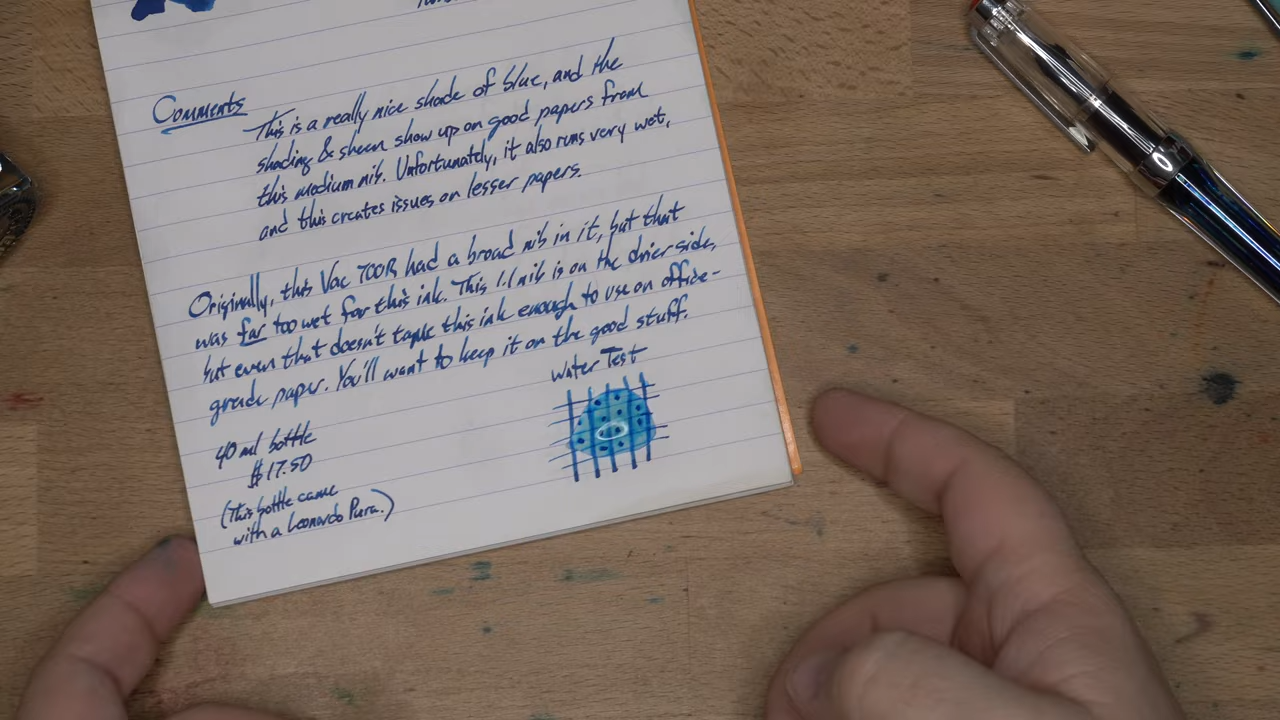 Comments
This is a really nice shade of blue, and the
shading & sheen show up on good papers from
this medium nib. Unfortunately, it also runs very wet,
and this creates issues on lesser papers.
Originally, this Vac 700R had a broad nib in it, but that
was far too wet for this ink. This 1.1 nib is on the drier side,
but even that doesn't tame this ink enough to use on office-
grade paper. You'll want to keep it on the good stuff.
Water Test
40 ml bottle
$17.50
(This bottle came
with a Leonardo Pura.)